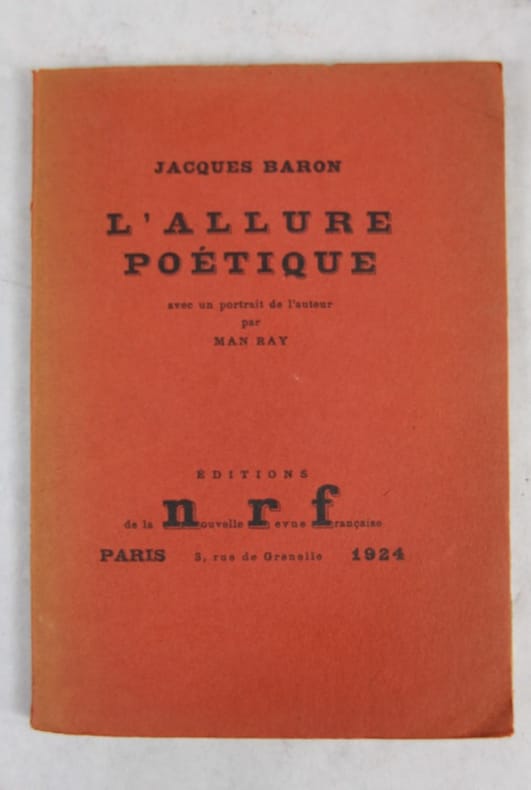 JACQUES BARON
L'ALLURE
POÉTIQUE
avec un portrait de l'auteur
par
MAN RAY
ÉDITIONS
de la nouvelle revue française
PARIS 3, rue de Grenelle 1924